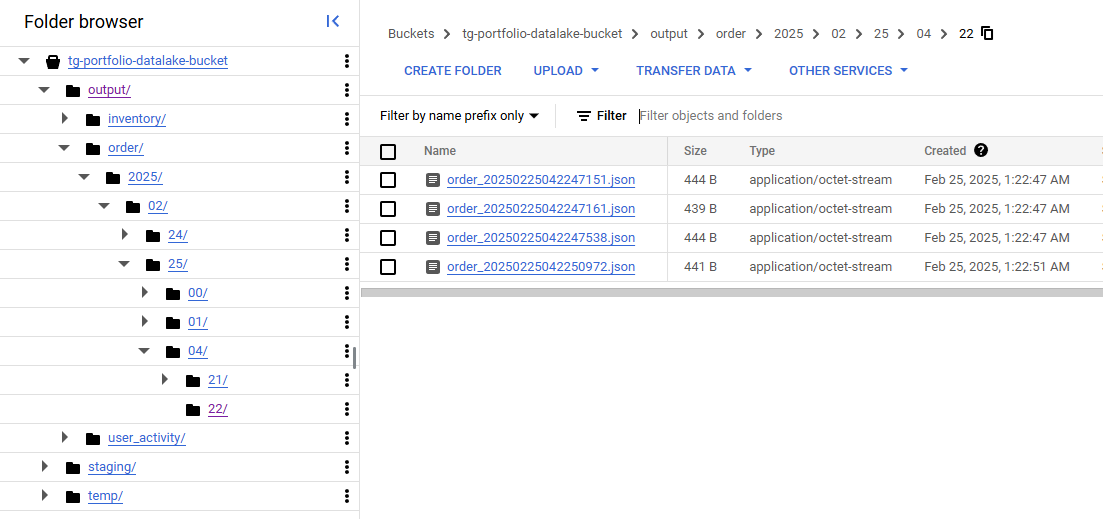 Folder browser
tg-portfolio-datalake-bucket
output/
inventory/
order/
2025/
02/
24/
25/
00/
01/
04/
21/
22/
user_activity/
staging/
temp/
Buckets > tg-portfolio-datalake-bucket > output > order > 2025 > 02 > 25 > 04 > 22
CREATE FOLDER UPLOAD TRANSFER DATA OTHER SERVICES
Filter by name prefix only Filter Filter objects and folders
Name Size Type Created
order_20250225042247151.json 444 B application/octet-stream Feb 25, 2025, 1:22:47 AM
order_20250225042247161.json 439 B application/octet-stream Feb 25, 2025, 1:22:47 AM
order_20250225042247538.json 444 B application/octet-stream Feb 25, 2025, 1:22:47 AM
order_20250225042250972.json 441 B application/octet-stream Feb 25, 2025, 1:22:51 AM